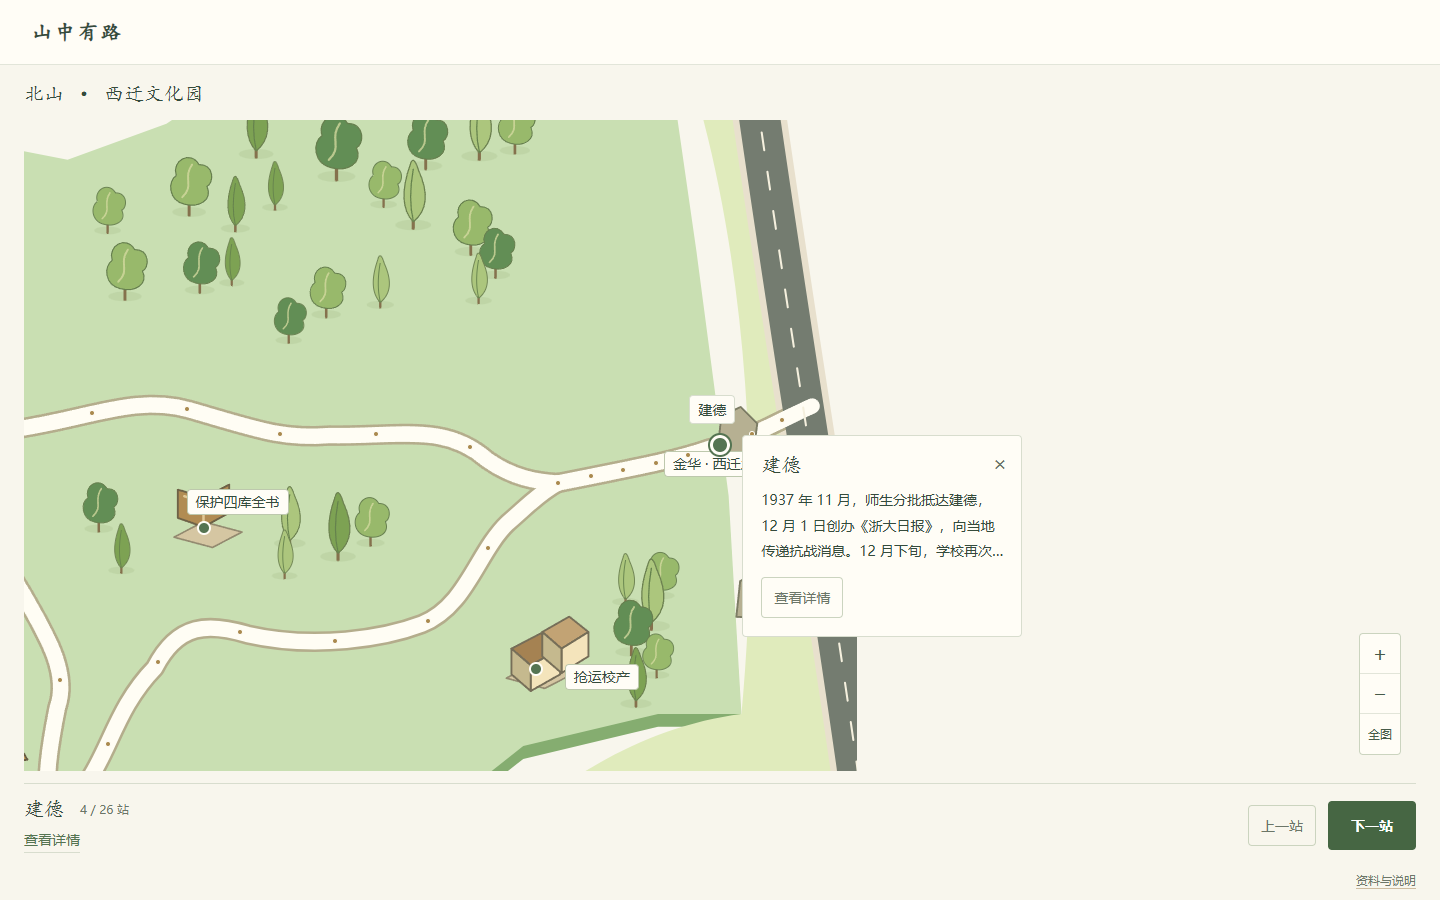 山中有路
北山 • 西迁文化园
建德
金华 · 西迁
建德
×
1937 年 11 月，师生分批抵达建德，
12 月 1 日创办《浙大日报》，向当地
传递抗战消息。12 月下旬，学校再次...
查看详情
保护四库全书
抢运校产
+
−
全图
建德 4 / 26 站
查看详情
上一站
下一站
资料与说明